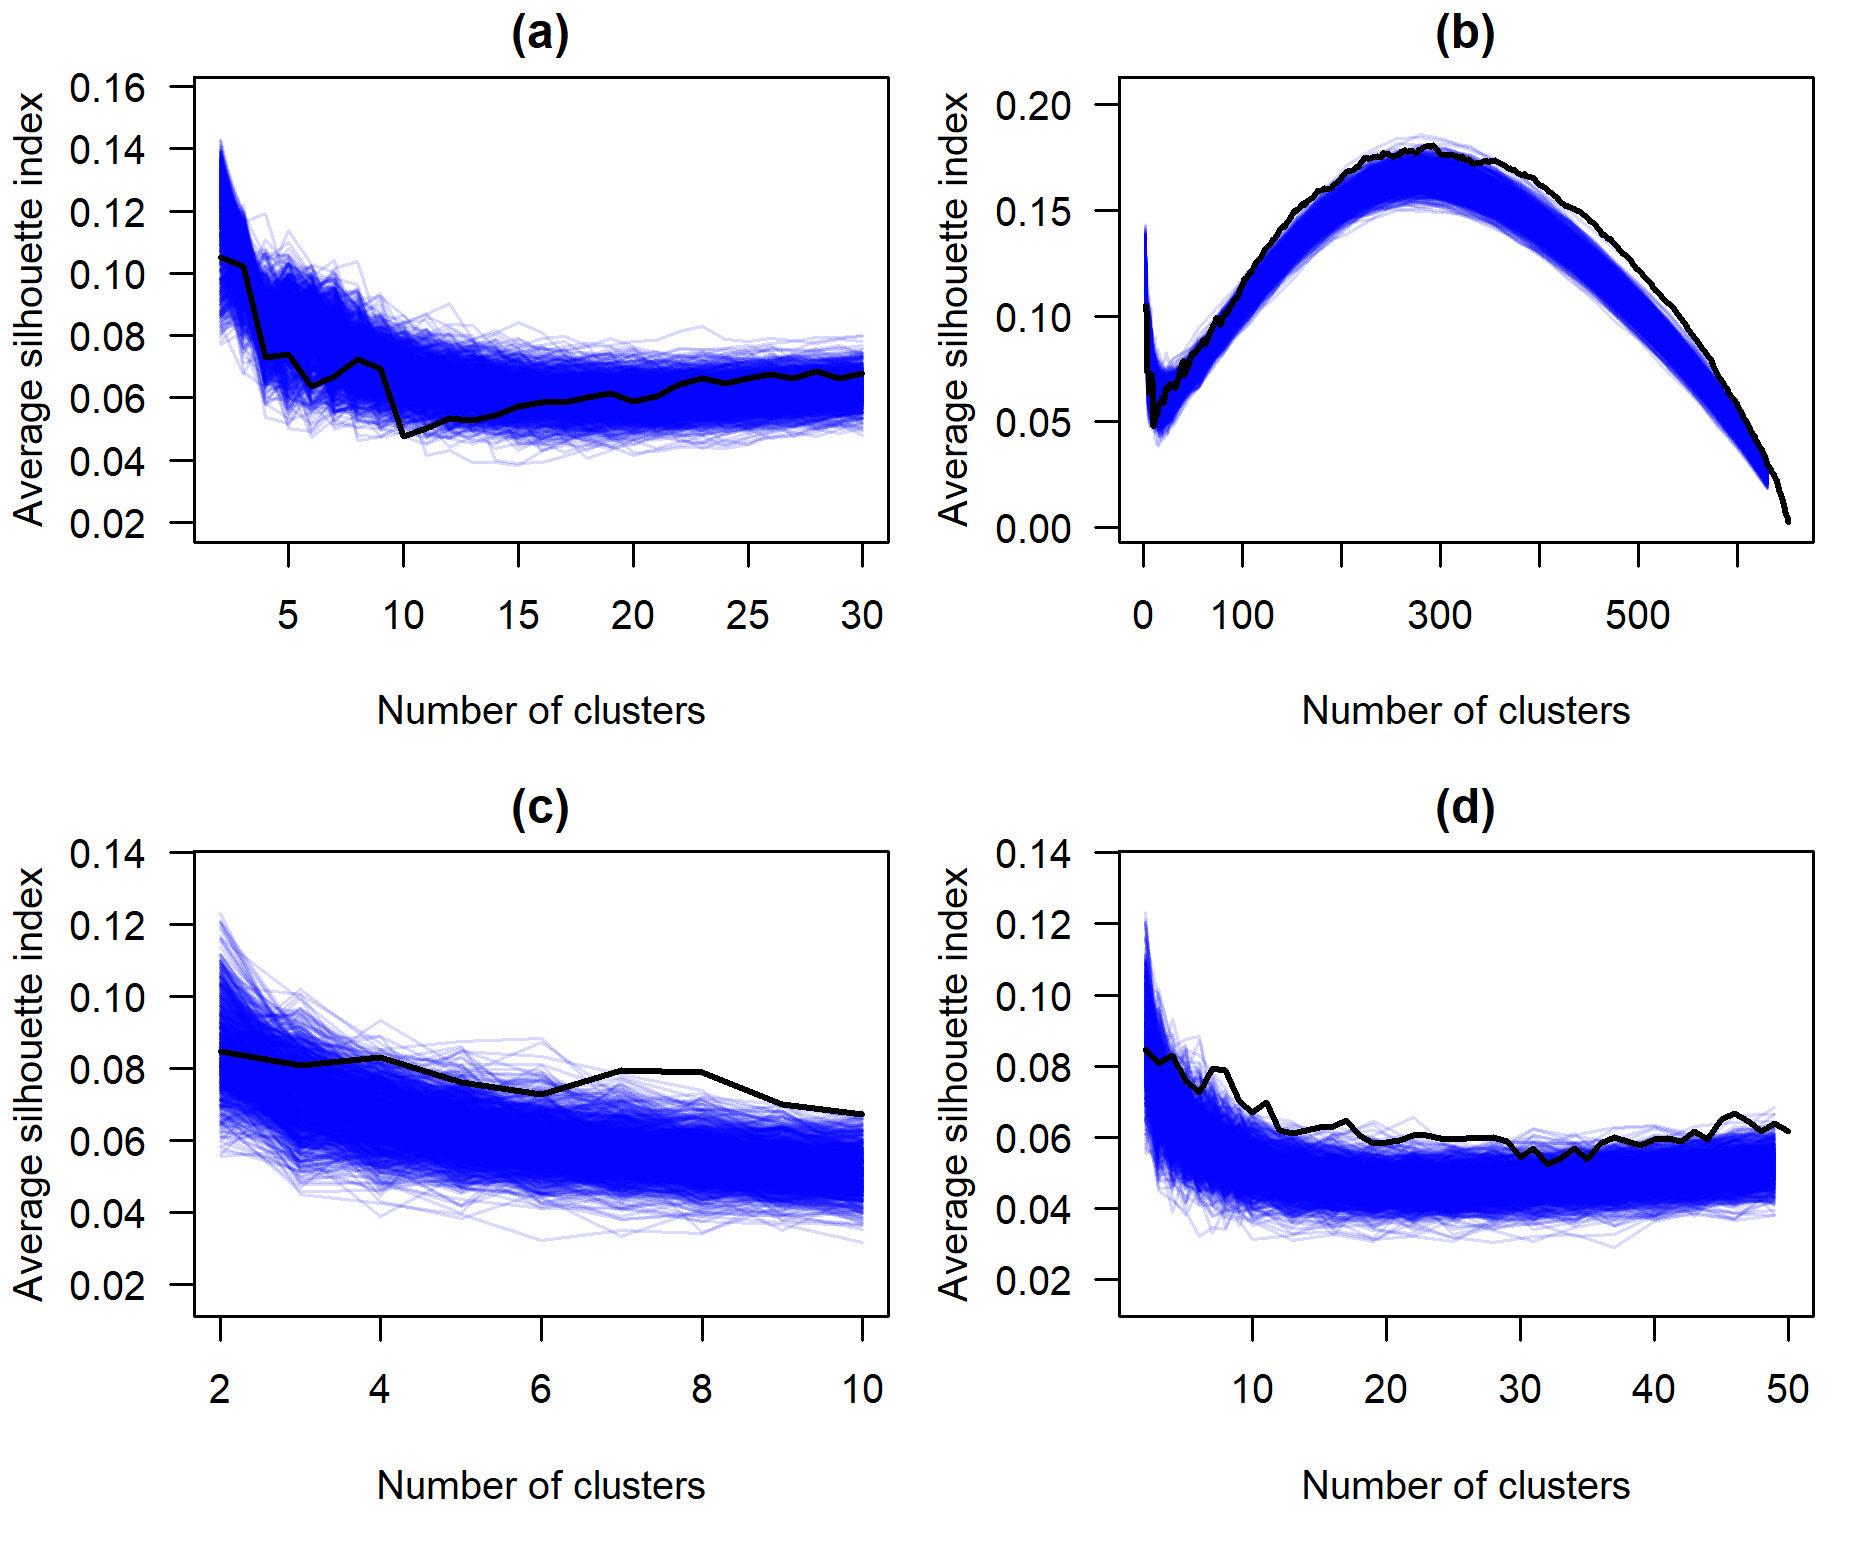 (a)
Average silhouette index
0.16
0.14
0.12
0.10
0.08
0.06
0.04
0.02
5 10 15 20 25 30
Number of clusters
(b)
Average silhouette index
0.20
0.15
0.10
0.05
0.00
0 100 300 500
Number of clusters
(c)
Average silhouette index
0.14
0.12
0.10
0.08
0.06
0.04
0.02
2 4 6 8 10
Number of clusters
(d)
Average silhouette index
0.14
0.12
0.10
0.08
0.06
0.04
0.02
10 20 30 40 50
Number of clusters